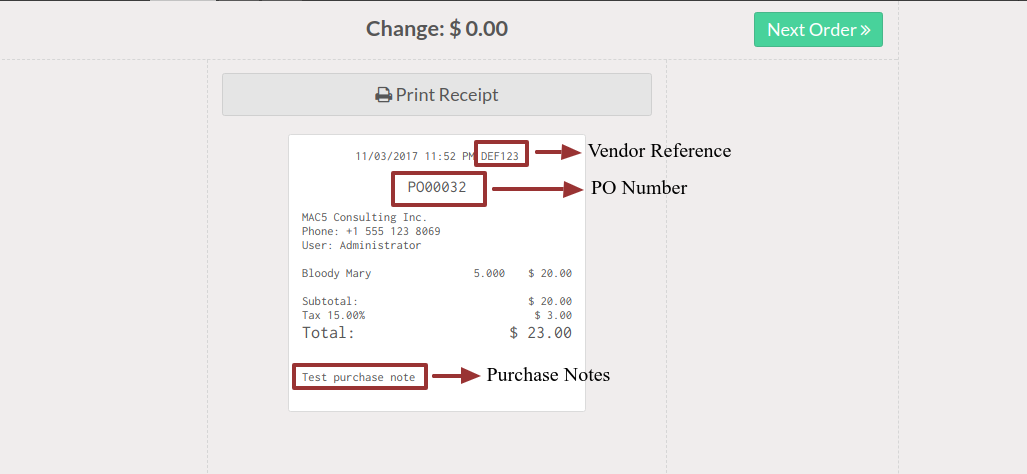 Change: $ 0.00
Next Order »
Print Receipt
11/03/2017 11:52 PM DEF123
Vendor Reference
PO00032
PO Number
MAC5 Consulting Inc.
Phone: +1 555 123 8069
User: Administrator
Bloody Mary 5.000 $ 20.00
Subtotal: $ 20.00
Tax 15.00% $ 3.00
Total: $ 23.00
Test purchase note
Purchase Notes